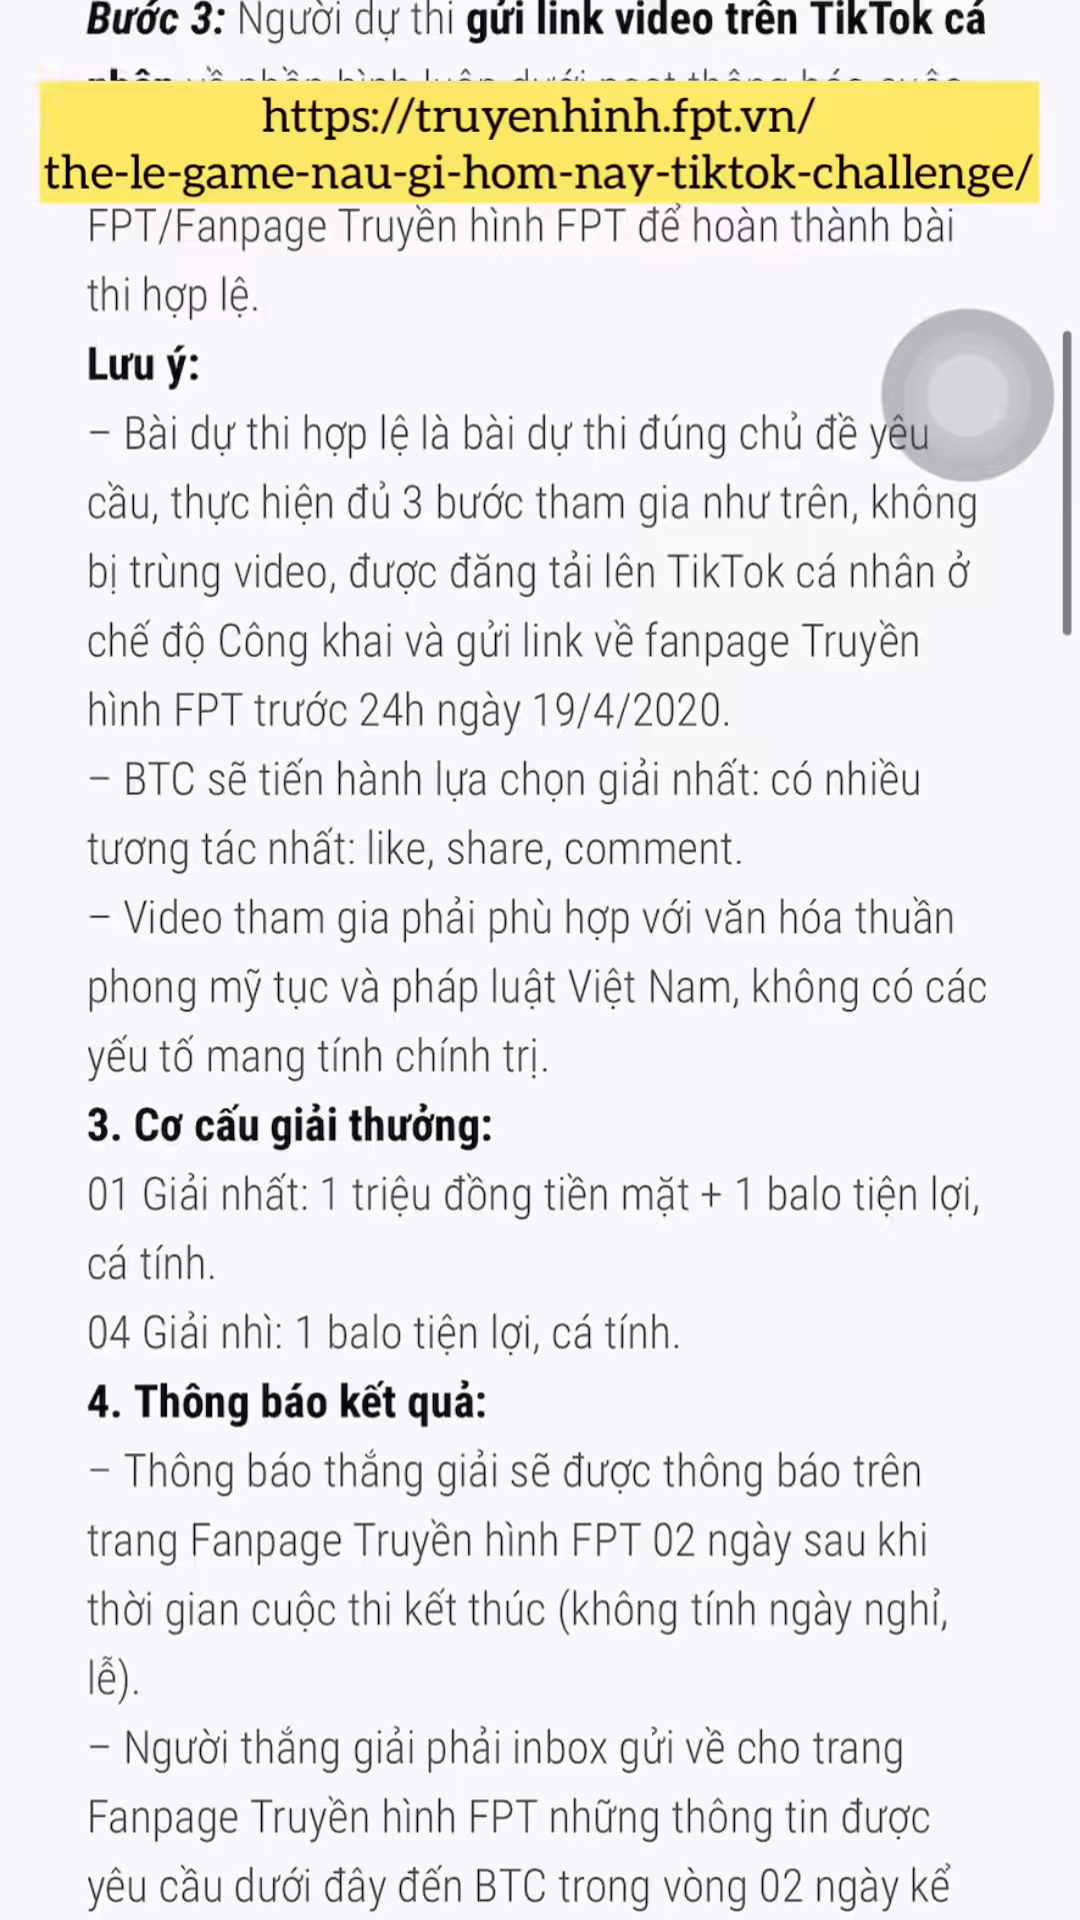 Bước 3: Người dự thi gửi link video trên TikTok cá
https://truyenhinh.fpt.vn/
the-le-game-nau-gi-hom-nay-tiktok-challenge/
FPT/Fanpage Truyền hình FPT để hoàn thành bài
thi hợp lệ.
Lưu ý:
– Bài dự thi hợp lệ là bài dự thi đúng chủ đề yêu
cầu, thực hiện đủ 3 bước tham gia như trên, không
bị trùng video, được đăng tải lên TikTok cá nhân ở
chế độ Công khai và gửi link về fanpage Truyền
hình FPT trước 24h ngày 19/4/2020.
– BTC sẽ tiến hành lựa chọn giải nhất: có nhiều
tương tác nhất: like, share, comment.
– Video tham gia phải phù hợp với văn hóa thuần
phong mỹ tục và pháp luật Việt Nam, không có các
yếu tố mang tính chính trị.
3. Cơ cấu giải thưởng:
01 Giải nhất: 1 triệu đồng tiền mặt + 1 balo tiện lợi,
cá tính.
04 Giải nhì: 1 balo tiện lợi, cá tính.
4. Thông báo kết quả:
– Thông báo thắng giải sẽ được thông báo trên
trang Fanpage Truyền hình FPT 02 ngày sau khi
thời gian cuộc thi kết thúc (không tính ngày nghỉ,
lễ).
– Người thắng giải phải inbox gửi về cho trang
Fanpage Truyền hình FPT những thông tin được
yêu cầu dưới đây đến BTC trong vòng 02 ngày kể